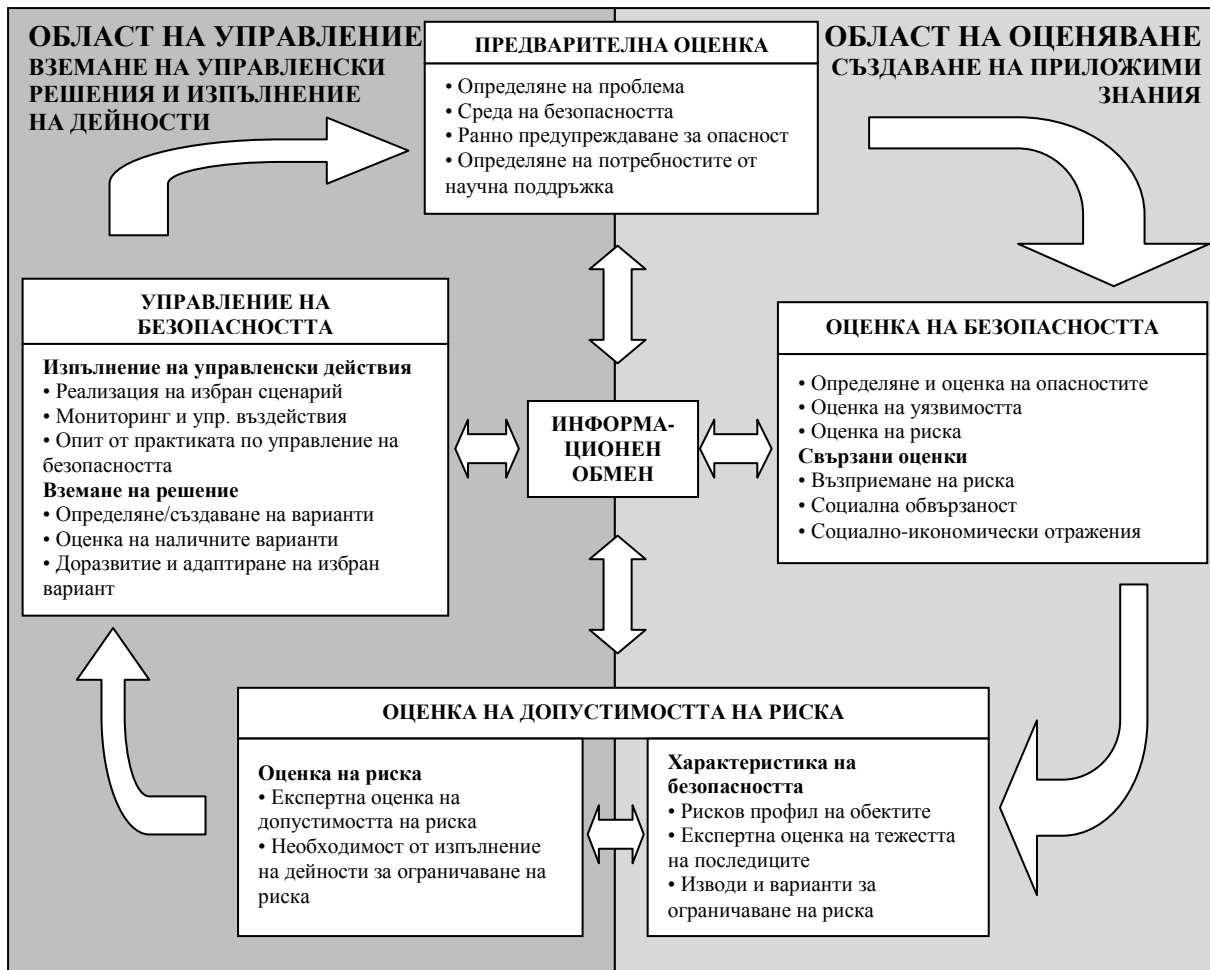 ОБЛАСТ НА УПРАВЛЕНИЕ
ВЗЕМАНЕ НА УПРАВЛЕНСКИ
РЕШЕНИЯ И ИЗПЪЛНЕНИЕ
НА ДЕЙНОСТИ
ПРЕДВАРИТЕЛНА ОЦЕНКА
• Определяне на проблема
• Среда на безопасността
• Ранно предупреждаване за опасност
• Определяне на потребностите от
научна поддръжка
ОБЛАСТ НА ОЦЕНЯВАНЕ
СЪЗДАВАНЕ НА ПРИЛОЖИМИ
ЗНАНИЯ
УПРАВЛЕНИЕ НА
БЕЗОПАСНОСТТА
Изпълнение на управленски действия
• Реализация на избран сценарий
• Мониторинг и упр. въздействия
• Опит от практиката по управление на
безопасността
Вземане на решение
• Определяне/създаване на варианти
• Оценка на наличните варианти
• Доразвитие и адаптиране на избран
вариант
ИНФОРМА-
ЦИОНЕН
ОБМЕН
ОЦЕНКА НА БЕЗОПАСНОСТТА
• Определяне и оценка на опасностите
• Оценка на уязвимостта
• Оценка на риска
Свързани оценки
• Възприемане на риска
• Социална обвързаност
• Социално-икономически отражения
ОЦЕНКА НА ДОПУСТИМОСТТА НА РИСКА
Оценка на риска
• Експертна оценка на
допустимостта на риска
• Необходимост от изпълнение
на дейности за ограничаване на
риска
Характеристика на
безопасността
• Рисков профил на обектите
• Експертна оценка на тежестта
на последиците
• Изводи и варианти за
ограничаване на риска